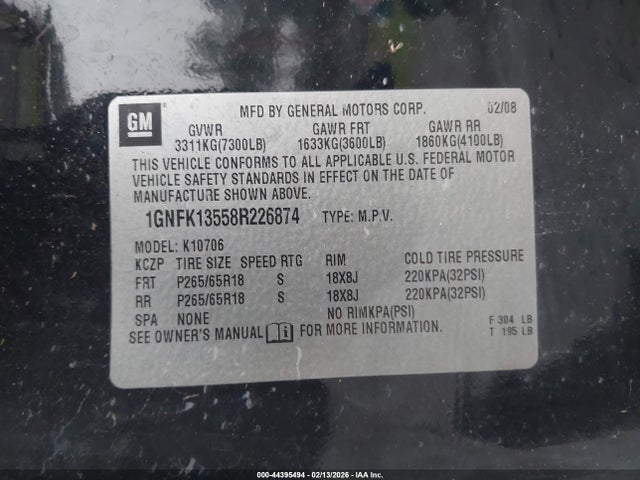 GM
MFD BY GENERAL MOTORS CORP. 02/08
GVWR GAWR FRT GAWR RR
3311KG(7300LB) 1633KG(3600LB) 1860KG(4100LB)
THIS VEHICLE CONFORMS TO ALL APPLICABLE U.S. FEDERAL MOTOR
VEHICLE SAFETY STANDARDS IN EFFECT ON THE DATE OF
MANUFACTURE SHOWN ABOVE.
1GNFK13558R226874 TYPE: M.P.V.
MODEL: K10706
KCZP TIRE SIZE SPEED RTG RIM COLD TIRE PRESSURE
FRT P265/65R18 S 18X8J 220KPA(32PSI)
RR P265/65R18 S 18X8J 220KPA(32PSI)
SPA NONE NO RIMKPA(PSI)
SEE OWNER'S MANUAL FOR MORE INFORMATION.
F 304 LB
T 195 LB
000-44395494 - 02/13/2026 - IAA Inc.